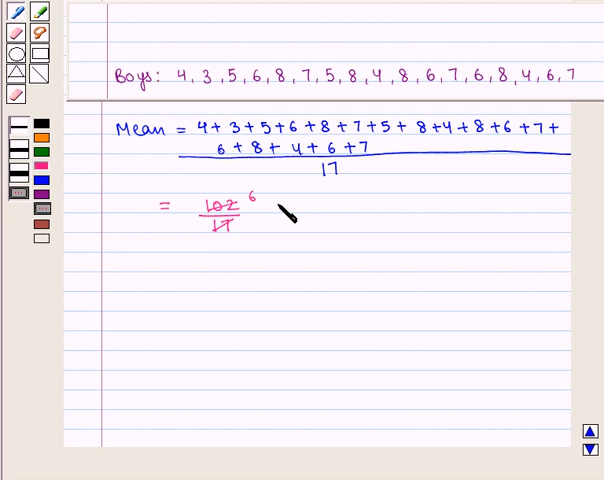 Boys: 4, 3, 5, 6, 8, 7, 5, 8, 4, 8, 6, 7, 6, 8, 4, 6, 7
Mean = 4 + 3 + 5 + 6 + 8 + 7 + 5 + 8 + 4 + 8 + 6 + 7 +
6 + 8 + 4 + 6 + 7
17
= 102 6
17